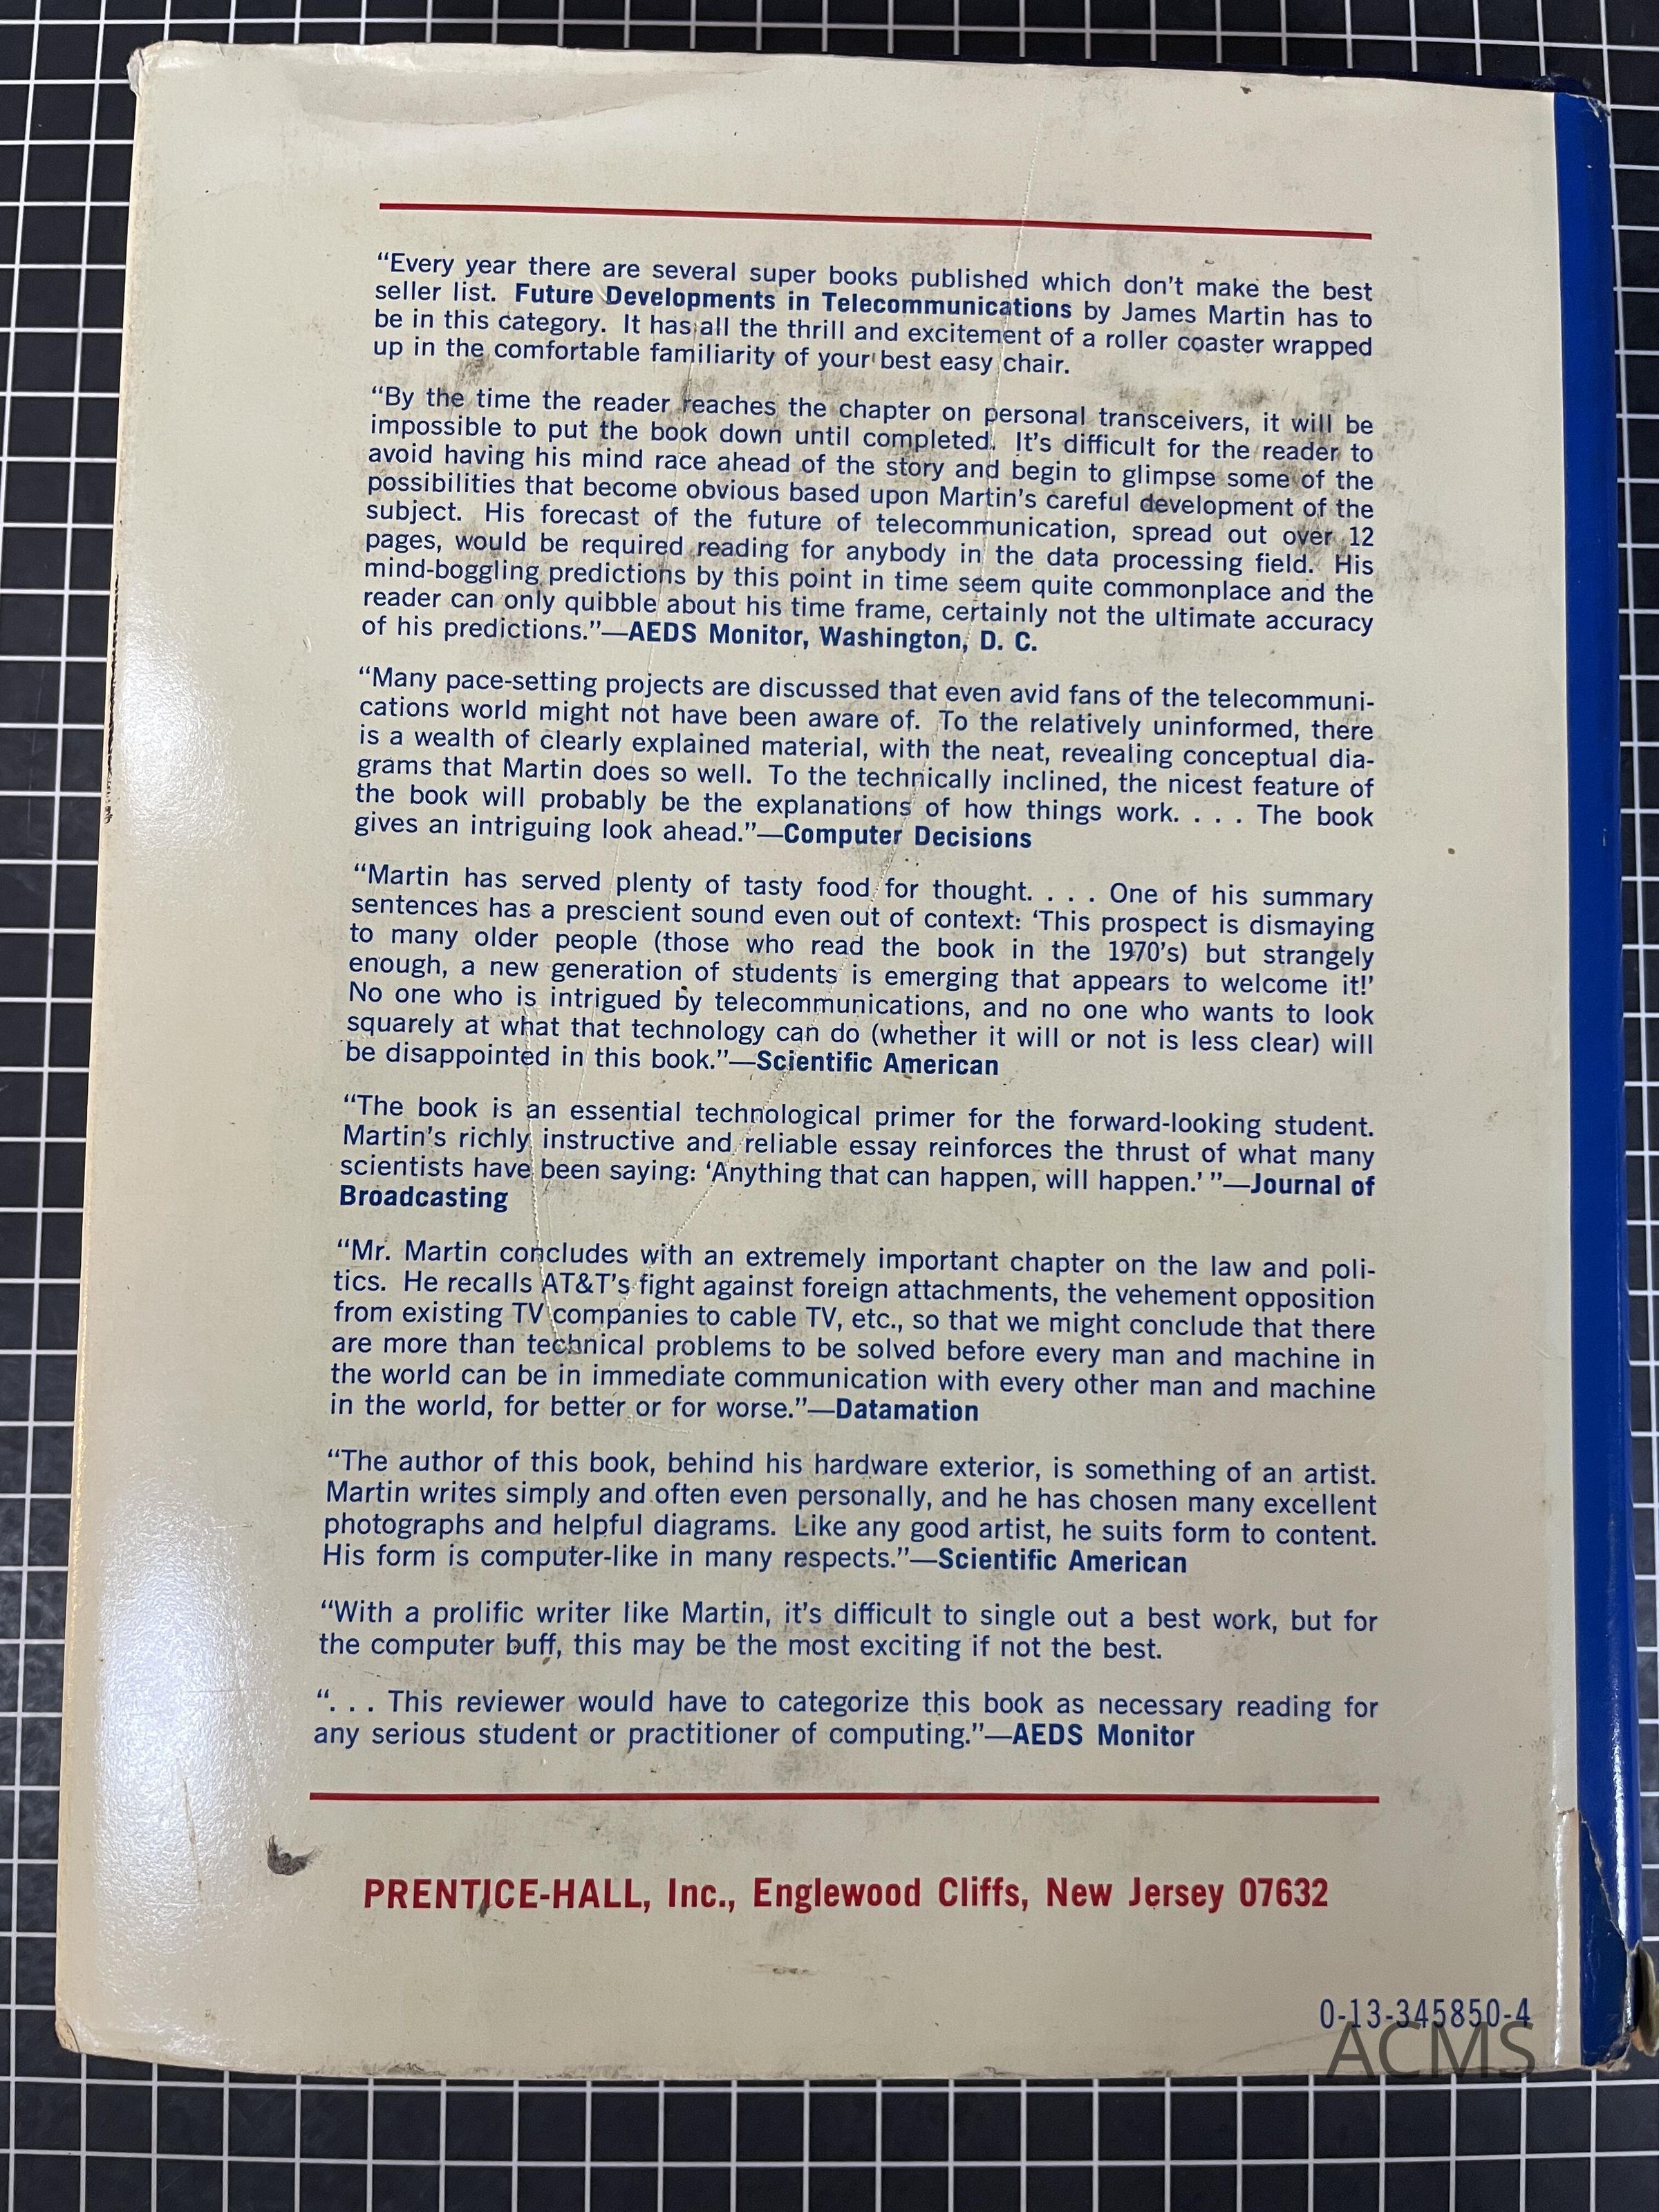 “Every year there are several super books published which don’t make the best
seller list. Future Developments in Telecommunications by James Martin has to
be in this category. It has all the thrill and excitement of a roller coaster wrapped
up in the comfortable familiarity of your best easy chair.
“By the time the reader reaches the chapter on personal transceivers, it will be
impossible to put the book down until completed. It’s difficult for the reader to
avoid having his mind race ahead of the story and begin to glimpse some of the
possibilities that become obvious based upon Martin’s careful development of the
subject. His forecast of the future of telecommunication, spread out over 12
pages, would be required reading for anybody in the data processing field. His
mind-boggling predictions by this point in time seem quite commonplace and the
reader can only quibble about his time frame, certainly not the ultimate accuracy
of his predictions.”—AEDS Monitor, Washington, D. C.
“Many pace-setting projects are discussed that even avid fans of the telecommuni-
cations world might not have been aware of. To the relatively uninformed, there
is a wealth of clearly explained material, with the neat, revealing conceptual dia-
grams that Martin does so well. To the technically inclined, the nicest feature of
the book will probably be the explanations of how things work. . . . The book
gives an intriguing look ahead.”—Computer Decisions
“Martin has served plenty of tasty food for thought. . . . One of his summary
sentences has a prescient sound even out of context: ‘This prospect is dismaying
to many older people (those who read the book in the 1970’s) but strangely
enough, a new generation of students is emerging that appears to welcome it!’
No one who is intrigued by telecommunications, and no one who wants to look
squarely at what that technology can do (whether it will or not is less clear) will
be disappointed in this book.”—Scientific American
“The book is an essential technological primer for the forward-looking student.
Martin’s richly instructive and reliable essay reinforces the thrust of what many
scientists have been saying: ‘Anything that can happen, will happen.’ ”—Journal of
Broadcasting
“Mr. Martin concludes with an extremely important chapter on the law and poli-
tics. He recalls AT&T’s fight against foreign attachments, the vehement opposition
from existing TV companies to cable TV, etc., so that we might conclude that there
are more than technical problems to be solved before every man and machine in
the world can be in immediate communication with every other man and machine
in the world, for better or for worse.”—Datamation
“The author of this book, behind his hardware exterior, is something of an artist.
Martin writes simply and often even personally, and he has chosen many excellent
photographs and helpful diagrams. Like any good artist, he suits form to content.
His form is computer-like in many respects.”—Scientific American
“With a prolific writer like Martin, it’s difficult to single out a best work, but for
the computer buff, this may be the most exciting if not the best.
“. . . This reviewer would have to categorize this book as necessary reading for
any serious student or practitioner of computing.”—AEDS Monitor
PRENTICE-HALL, Inc., Englewood Cliffs, New Jersey 07632
0-13-345850-4
ACMS